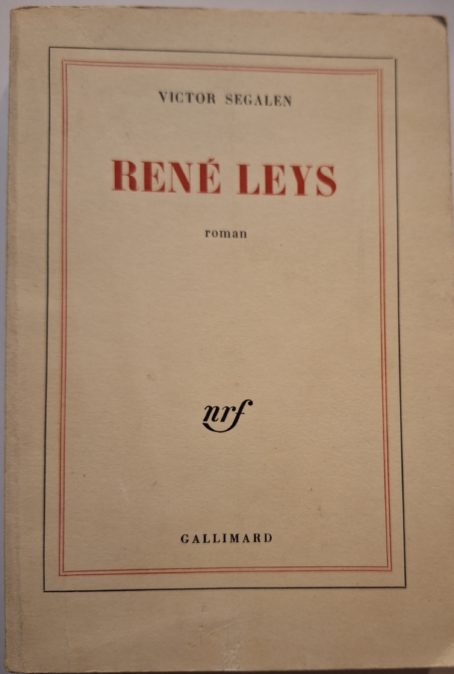 VICTOR SEGALEN
RENÉ LEYS
roman
nrf
GALLIMARD